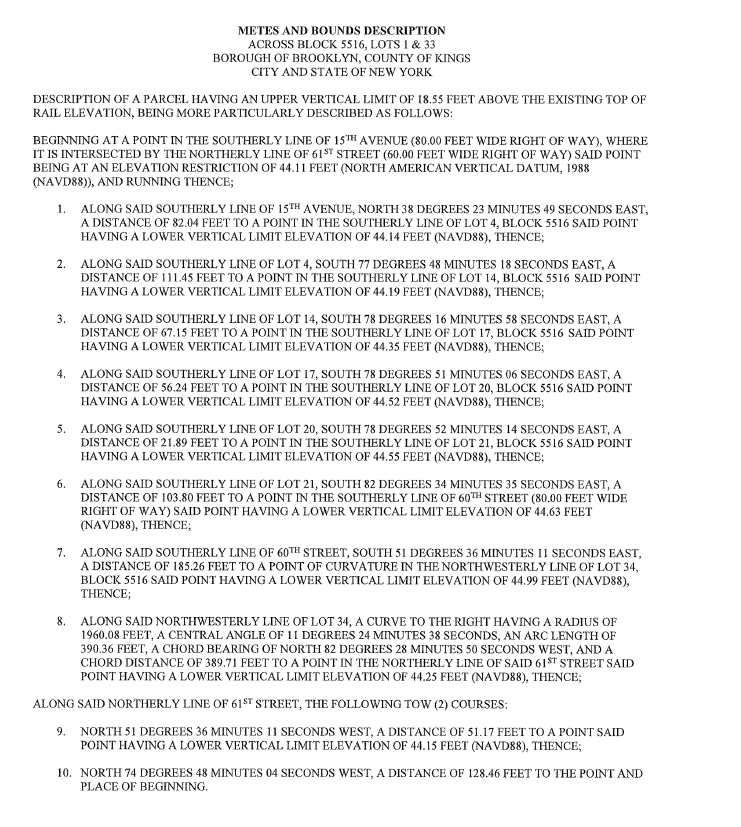 METES AND BOUNDS DESCRIPTION
ACROSS BLOCK 5516, LOTS 1 & 33
BOROUGH OF BROOKLYN, COUNTY OF KINGS
CITY AND STATE OF NEW YORK
DESCRIPTION OF A PARCEL HAVING AN UPPER VERTICAL LIMIT OF 18.55 FEET ABOVE THE EXISTING TOP OF
RAIL ELEVATION, BEING MORE PARTICULARLY DESCRIBED AS FOLLOWS:
BEGINNING AT A POINT IN THE SOUTHERLY LINE OF 15TH AVENUE (80.00 FEET WIDE RIGHT OF WAY), WHERE
IT IS INTERSECTED BY THE NORTHERLY LINE OF 61ST STREET (60.00 FEET WIDE RIGHT OF WAY) SAID POINT
BEING AT AN ELEVATION RESTRICTION OF 44.11 FEET (NORTH AMERICAN VERTICAL DATUM, 1988
(NAVD88)), AND RUNNING THENCE;
1. ALONG SAID SOUTHERLY LINE OF 15TH AVENUE, NORTH 38 DEGREES 23 MINUTES 49 SECONDS EAST,
A DISTANCE OF 82.04 FEET TO A POINT IN THE SOUTHERLY LINE OF LOT 4, BLOCK 5516 SAID POINT
HAVING A LOWER VERTICAL LIMIT ELEVATION OF 44.14 FEET (NAVD88), THENCE;
2. ALONG SAID SOUTHERLY LINE OF LOT 4, SOUTH 77 DEGREES 48 MINUTES 18 SECONDS EAST, A
DISTANCE OF 111.45 FEET TO A POINT IN THE SOUTHERLY LINE OF LOT 14, BLOCK 5516 SAID POINT
HAVING A LOWER VERTICAL LIMIT ELEVATION OF 44.19 FEET (NAVD88), THENCE;
3. ALONG SAID SOUTHERLY LINE OF LOT 14, SOUTH 78 DEGREES 16 MINUTES 58 SECONDS EAST, A
DISTANCE OF 67.15 FEET TO A POINT IN THE SOUTHERLY LINE OF LOT 17, BLOCK 5516 SAID POINT
HAVING A LOWER VERTICAL LIMIT ELEVATION OF 44.35 FEET (NAVD88), THENCE;
4. ALONG SAID SOUTHERLY LINE OF LOT 17, SOUTH 78 DEGREES 51 MINUTES 06 SECONDS EAST, A
DISTANCE OF 56.24 FEET TO A POINT IN THE SOUTHERLY LINE OF LOT 20, BLOCK 5516 SAID POINT
HAVING A LOWER VERTICAL LIMIT ELEVATION OF 44.52 FEET (NAVD88), THENCE;
5. ALONG SAID SOUTHERLY LINE OF LOT 20, SOUTH 78 DEGREES 52 MINUTES 14 SECONDS EAST, A
DISTANCE OF 21.89 FEET TO A POINT IN THE SOUTHERLY LINE OF LOT 21, BLOCK 5516 SAID POINT
HAVING A LOWER VERTICAL LIMIT ELEVATION OF 44.55 FEET (NAVD88), THENCE;
6. ALONG SAID SOUTHERLY LINE OF LOT 21, SOUTH 82 DEGREES 34 MINUTES 35 SECONDS EAST, A
DISTANCE OF 103.80 FEET TO A POINT IN THE SOUTHERLY LINE OF 60TH STREET (80.00 FEET WIDE
RIGHT OF WAY) SAID POINT HAVING A LOWER VERTICAL LIMIT ELEVATION OF 44.63 FEET
(NAVD88), THENCE;
7. ALONG SAID SOUTHERLY LINE OF 60TH STREET, SOUTH 51 DEGREES 36 MINUTES 11 SECONDS EAST,
A DISTANCE OF 185.26 FEET TO A POINT OF CURVATURE IN THE NORTHWESTERLY LINE OF LOT 34,
BLOCK 5516 SAID POINT HAVING A LOWER VERTICAL LIMIT ELEVATION OF 44.99 FEET (NAVD88),
THENCE;
8. ALONG SAID NORTHWESTERLY LINE OF LOT 34, A CURVE TO THE RIGHT HAVING A RADIUS OF
1960.08 FEET, A CENTRAL ANGLE OF 11 DEGREES 24 MINUTES 38 SECONDS, AN ARC LENGTH OF
390.36 FEET, A CHORD BEARING OF NORTH 82 DEGREES 28 MINUTES 50 SECONDS WEST, AND A
CHORD DISTANCE OF 389.71 FEET TO A POINT IN THE NORTHERLY LINE OF SAID 61ST STREET SAID
POINT HAVING A LOWER VERTICAL LIMIT ELEVATION OF 44.25 FEET (NAVD88), THENCE;
ALONG SAID NORTHERLY LINE OF 61ST STREET, THE FOLLOWING TOW (2) COURSES:
9. NORTH 51 DEGREES 36 MINUTES 11 SECONDS WEST, A DISTANCE OF 51.17 FEET TO A POINT SAID
POINT HAVING A LOWER VERTICAL LIMIT ELEVATION OF 44.15 FEET (NAVD88), THENCE;
10. NORTH 74 DEGREES 48 MINUTES 04 SECONDS WEST, A DISTANCE OF 128.46 FEET TO THE POINT AND
PLACE OF BEGINNING.